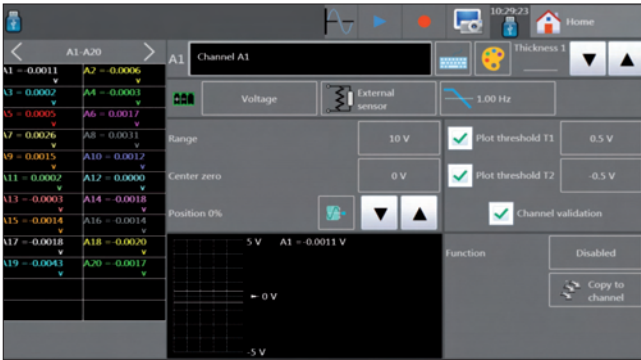 10:29:23
Home
A1-A20
A1 Channel A1
Thickness 1
A1 =-0.0011 A2 =-0.0006
V V
A3 = 0.0002 A4 =-0.0003
V V
A5 = 0.0005 A6 = 0.0017
V V
A7 = 0.0026 A8 = 0.0031
V V
A9 = 0.0015 A10 = 0.0012
V V
A11 = 0.0002 A12 = 0.0000
V V
A13 =-0.0003 A14 =-0.0018
V V
A15 =-0.0014 A16 =-0.0014
V V
A17 =-0.0018 A18 =-0.0020
V V
A19 =-0.0043 A20 =-0.0017
V V
Voltage
External
sensor
1.00 Hz
Range 10 V
Center zero 0 V
Position 0%
Plot threshold T1 0.5 V
Plot threshold T2 -0.5 V
Channel validation
5 V A1 =-0.0011 V
0 V
-5 V
Function Disabled
Copy to
channel